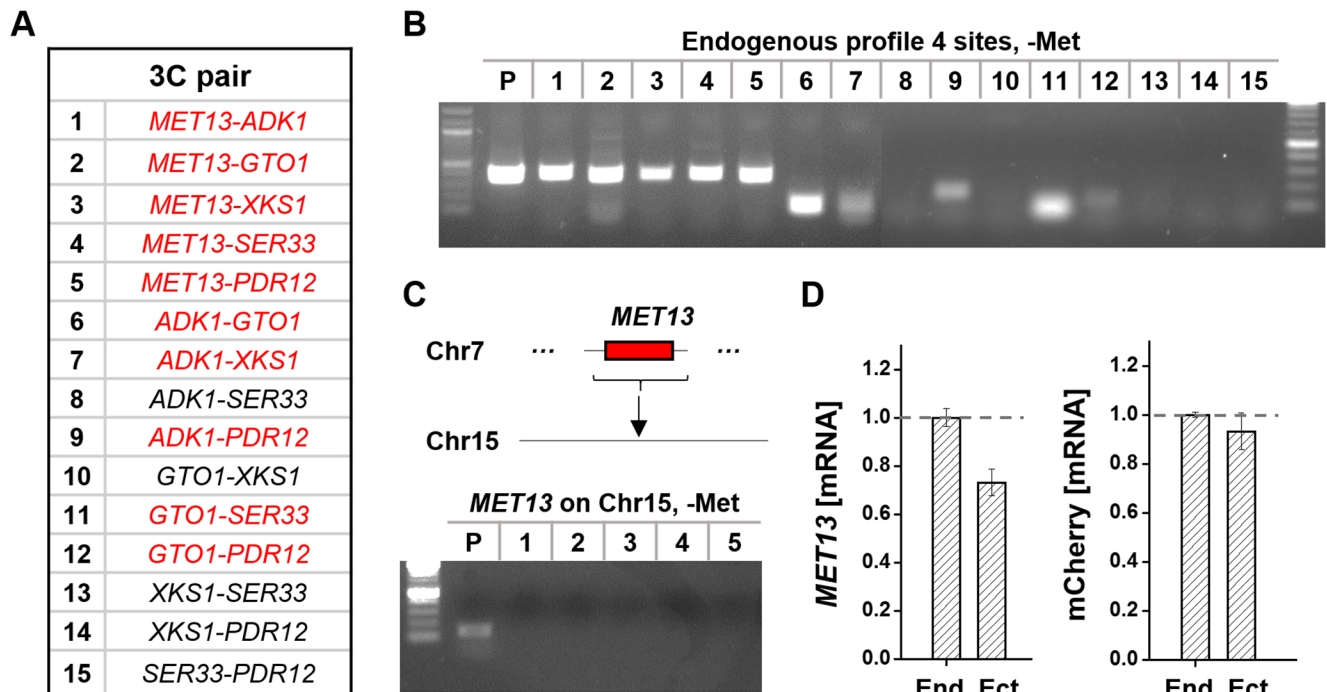 A
3C pair
1 MET13-ADK1
2 MET13-GTO1
3 MET13-XKS1
4 MET13-SER33
5 MET13-PDR12
6 ADK1-GTO1
7 ADK1-XKS1
8 ADK1-SER33
9 ADK1-PDR12
10 GTO1-XKS1
11 GTO1-SER33
12 GTO1-PDR12
13 XKS1-SER33
14 XKS1-PDR12
15 SER33-PDR12
B
Endogenous profile 4 sites, -Met
P 1 2 3 4 5 6 7 8 9 10 11 12 13 14 15
C
MET13
Chr7 ... ...
Chr15
MET13 on Chr15, -Met
P 1 2 3 4 5
D
MET13 [mRNA]
1.2
1.0
0.8
0.6
0.4
0.2
0.0
End Ect
mCherry [mRNA]
1.2
1.0
0.8
0.6
0.4
0.2
0.0
End Ect